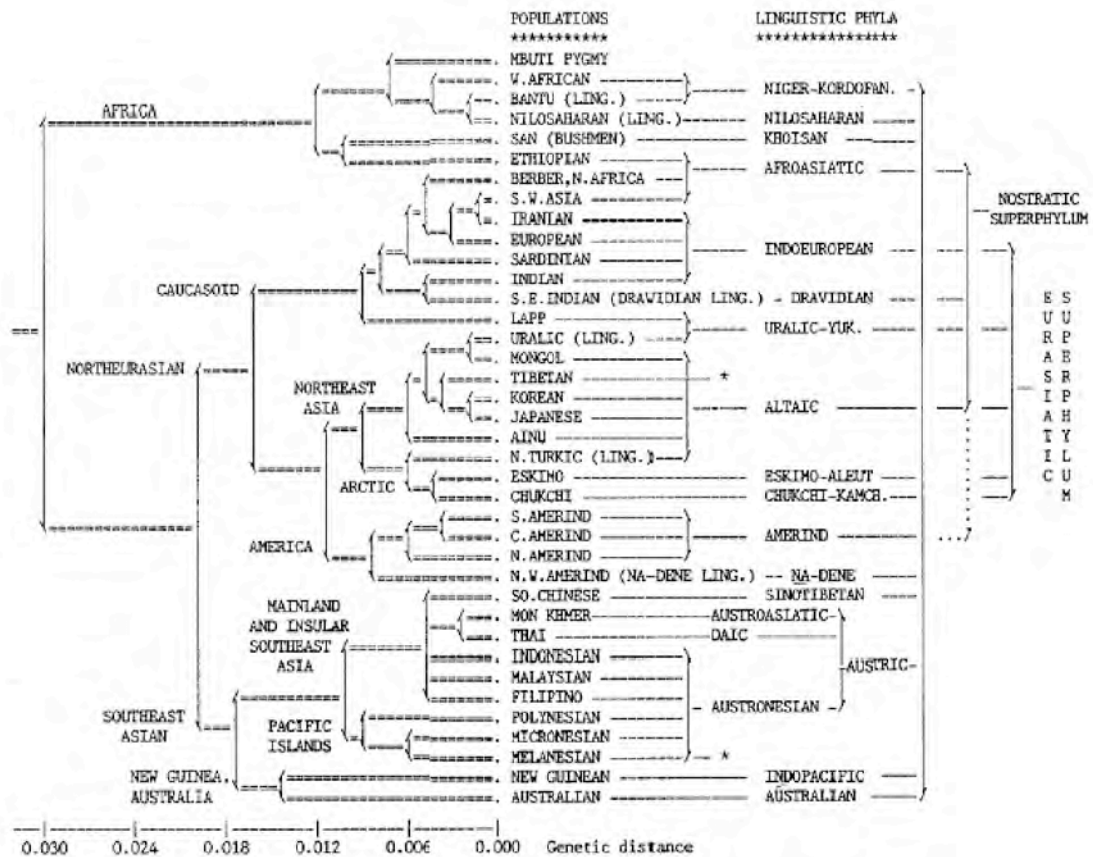 POPULATIONS LINGUISTIC PHYLA
*********** ****************
MBUTI PYGMY
W.AFRICAN
NIGER-KORDOFAN.
BANTU (LING.)
AFRICA
NILOSAHARAN (LING.) NILOSAHARAN
SAN (BUSHMEN) KHOISAN
ETHIOPIAN
AFROASIATIC
BERBER,N.AFRICA
S.W.ASIA
NOSTRATIC
SUPERPHYLUM
IRANIAN
EUROPEAN
INDOEUROPEAN
SARDINIAN
INDIAN
CAUCASOID
S.E.INDIAN (DRAWIDIAN LING.) - DRAVIDIAN
EURASIATIC
SUPERPHYLUM
LAPP
URALIC-YUK.
URALIC (LING.)
MONGOL
NORTHEURASIAN
TIBETAN *
NORTHEAST
ASIA
KOREAN
JAPANESE
ALTAIC
AINU
N.TURKIC (LING.)
ARCTIC
ESKIMO ESKIMO-ALEUT
CHUKCHI CHUKCHI-KAMCH.
S.AMERIND
C.AMERIND AMERIND
AMERICA
N.AMERIND
N.W.AMERIND (NA-DENE LING.) -- NA-DENE
SO.CHINESE SINOTIBETAN
MAINLAND
AND INSULAR
SOUTHEAST
ASIA
MON KHMER AUSTROASIATIC
THAI DAIC
INDONESIAN
AUSTRIC
MALAYSIAN
FILIPINO
AUSTRONESIAN
SOUTHEAST
ASIAN
POLYNESIAN
PACIFIC
ISLANDS
MICRONESIAN
MELANESIAN *
NEW GUINEA,
AUSTRALIA
NEW GUINEAN INDOPACIFIC
AUSTRALIAN AUSTRALIAN
0.030 0.024 0.018 0.012 0.006 0.000 Genetic distance